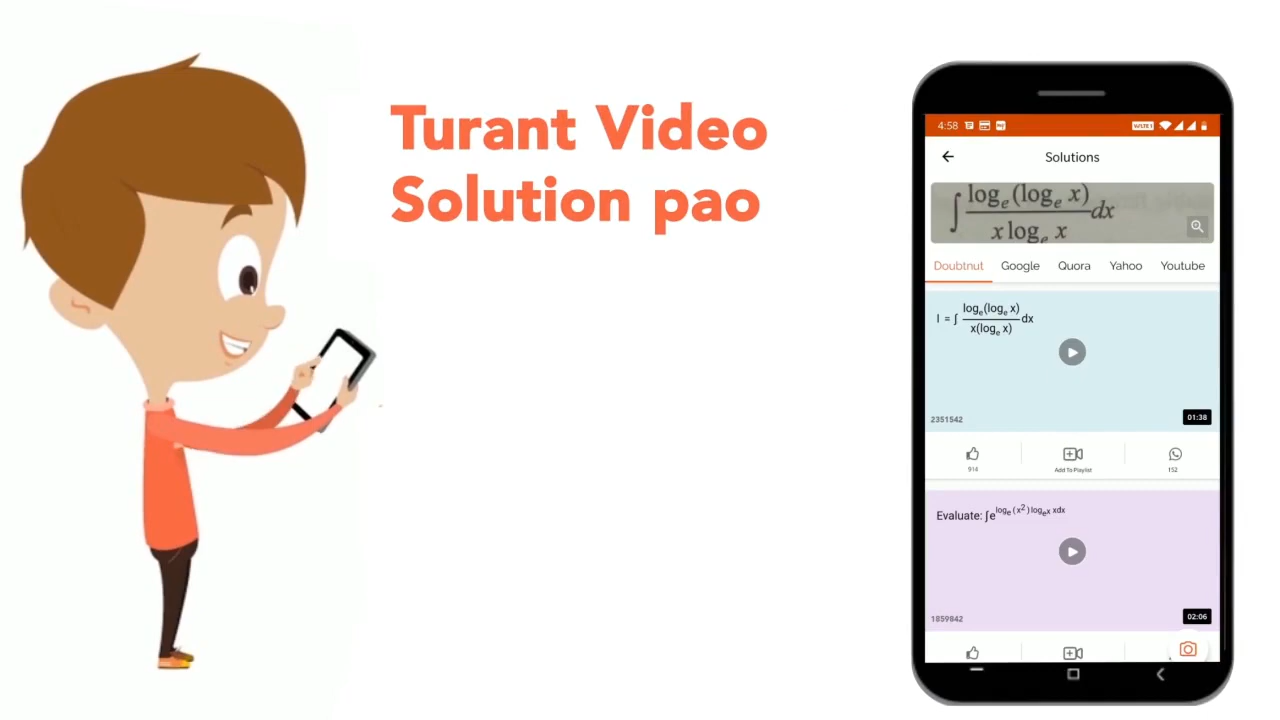 Turant Video
Solution pao
4:58
VoLTE1
Solutions
∫ logₑ(logₑ x) / x logₑ x dx
Doubtnut Google Quora Yahoo Youtube
I = ∫ logₑ(logₑ x) / x(logₑ x) dx
2351542 01:38
914 Add To Playlist 152
Evaluate: ∫e^logₑ(x²)logₑx xdx
1859842 02:06